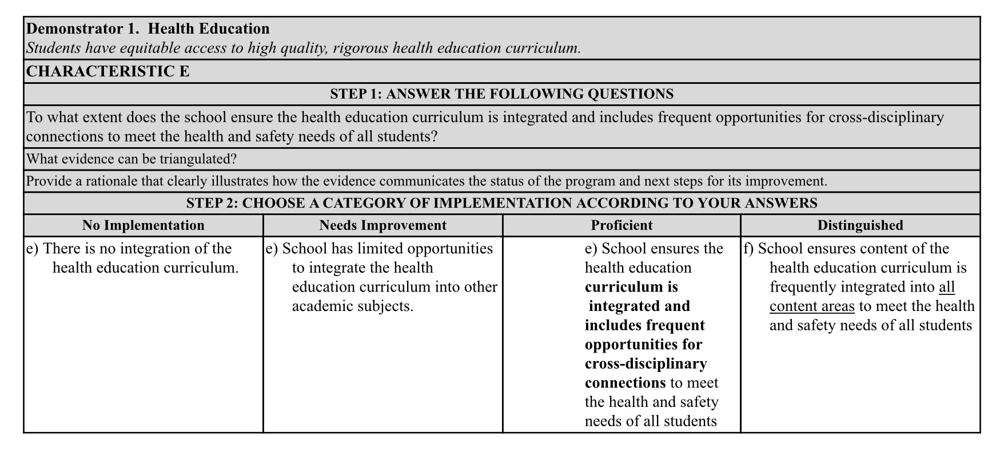 Demonstrator 1.  Health Education
Students have equitable access to high quality, rigorous health education curriculum.
CHARACTERISTIC E
STEP 1: ANSWER THE FOLLOWING QUESTIONS
To what extent does the school ensure the health education curriculum is integrated and includes frequent opportunities for cross-disciplinary
connections to meet the health and safety needs of all students?
What evidence can be triangulated?
Provide a rationale that clearly illustrates how the evidence communicates the status of the program and next steps for its improvement.
STEP 2: CHOOSE A CATEGORY OF IMPLEMENTATION ACCORDING TO YOUR ANSWERS
No Implementation
Needs Improvement
Proficient
Distinguished
e) There is no integration of the
health education curriculum.
e) School has limited opportunities
to integrate the health
education curriculum into other
academic subjects.
e) School ensures the
health education
curriculum is
integrated and
includes frequent
opportunities for
cross-disciplinary
connections to meet
the health and safety
needs of all students
f) School ensures content of the
health education curriculum is
frequently integrated into all
content areas to meet the health
and safety needs of all students